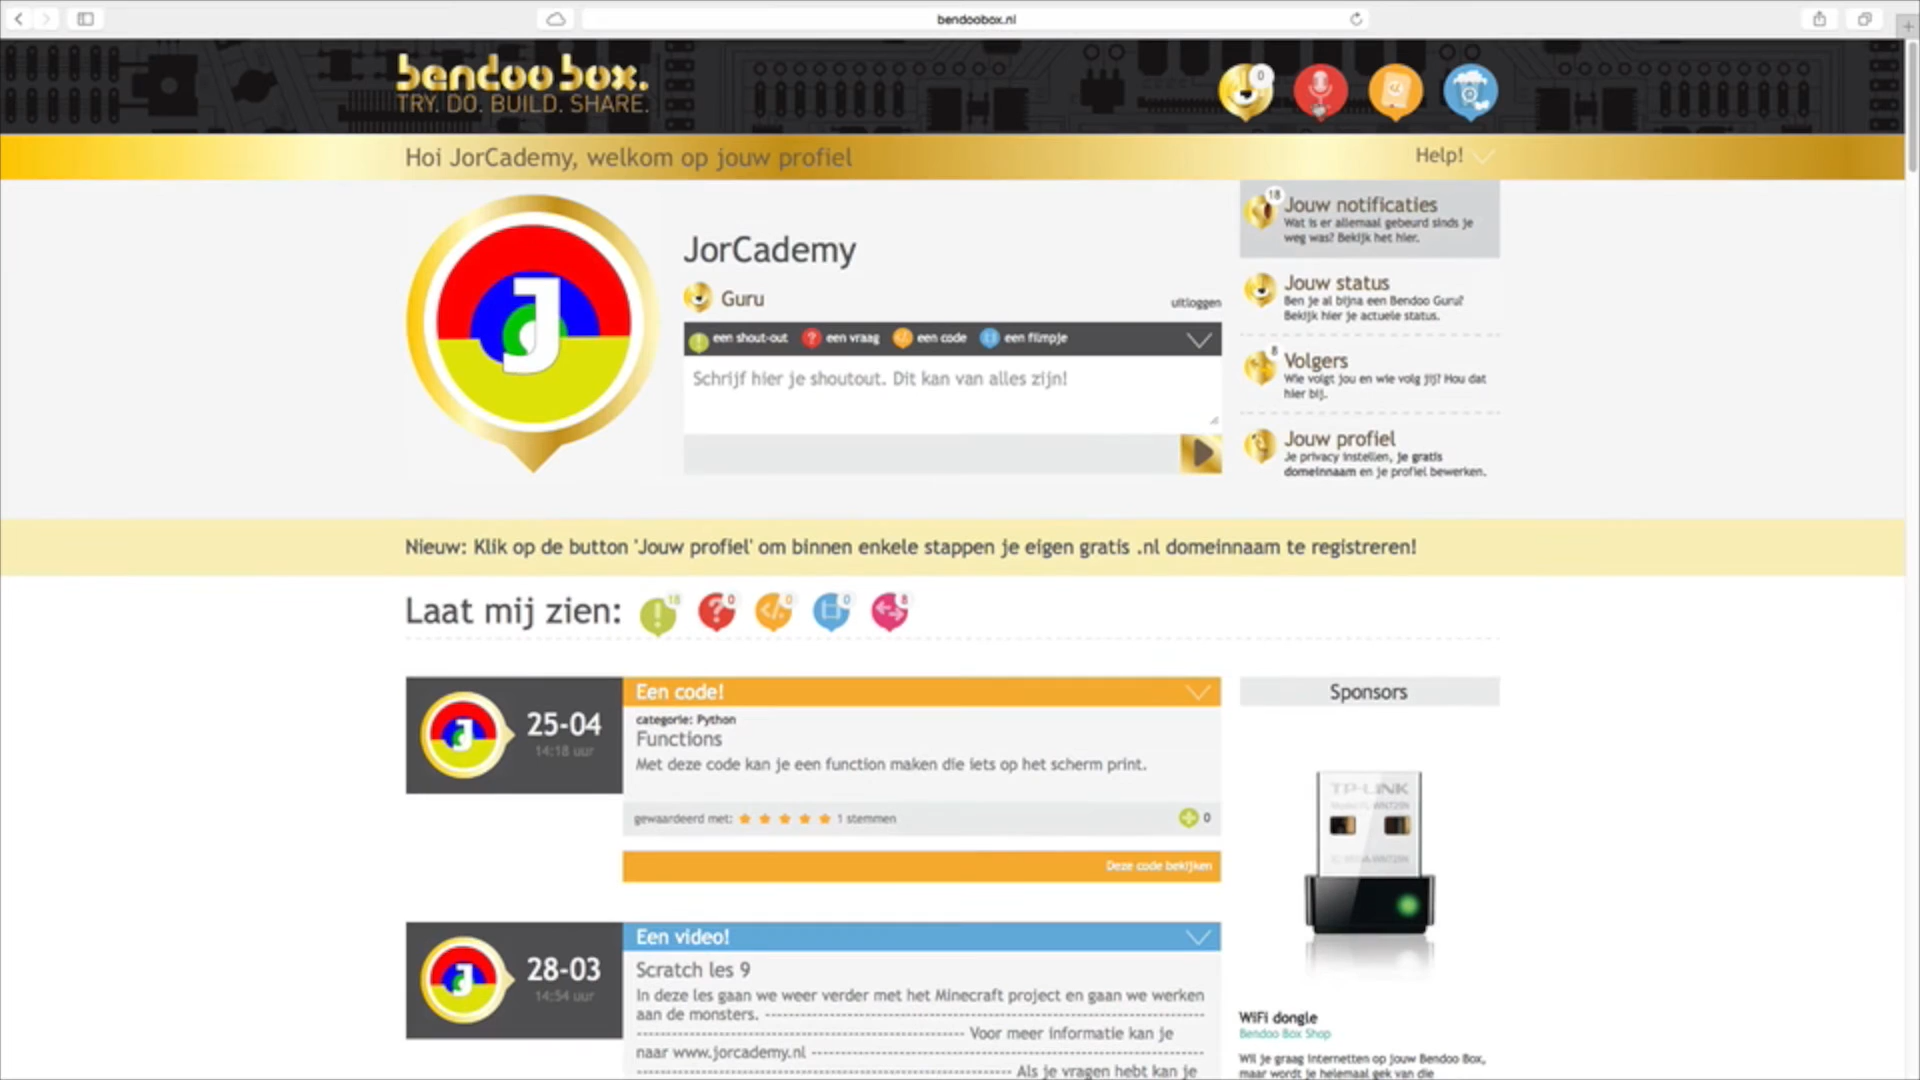 bendoobox.nl
bendoo box.
TRY. DO. BUILD. SHARE.
0
Hoi JorCademy, welkom op jouw profiel
Help!
J
JorCademy
Guru
uitloggen
een shout-out
een vraag
een code
een filmpje
Schrijf hier je shoutout. Dit kan van alles zijn!
18
Jouw notificaties
Wat is er allemaal gebeurd sinds je
weg was? Bekijk het hier.
Jouw status
Ben je al bijna een Bendoo Guru?
Bekijk hier je actuele status.
8
Volgers
Wie volgt jou en wie volg jij? Hou dat
hier bij.
Jouw profiel
Je privacy instellen, je gratis
domeinnaam en je profiel bewerken.
Nieuw: Klik op de button 'Jouw profiel' om binnen enkele stappen je eigen gratis .nl domeinnaam te registreren!
Laat mij zien:
18
0
0
0
8
J
25-04
14:18 uur
Een code!
categorie: Python
Functions
Met deze code kan je een function maken die iets op het scherm print.
gewaardeerd met:
1 stemmen
0
Deze code bekijken
J
28-03
14:54 uur
Een video!
Scratch les 9
In deze les gaan we weer verder met het Minecraft project en gaan we werken
aan de monsters.
Voor meer informatie kan je
naar www.jorcademy.nl
Als je vragen hebt kan je
Sponsors
TP-LINK
WiFi dongle
Bendoo Box Shop
Wil je graag internetten op jouw Bendoo Box,
maar wordt je helemaal gek van die